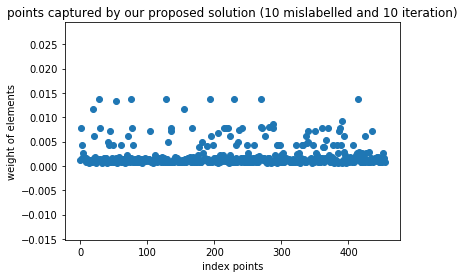 points captured by our proposed solution (10 mislabelled and 10 iteration)
0.025
0.020
0.015
0.010
0.005
0.000
−0.005
−0.010
−0.015
weight of elements
0 100 200 300 400
index points